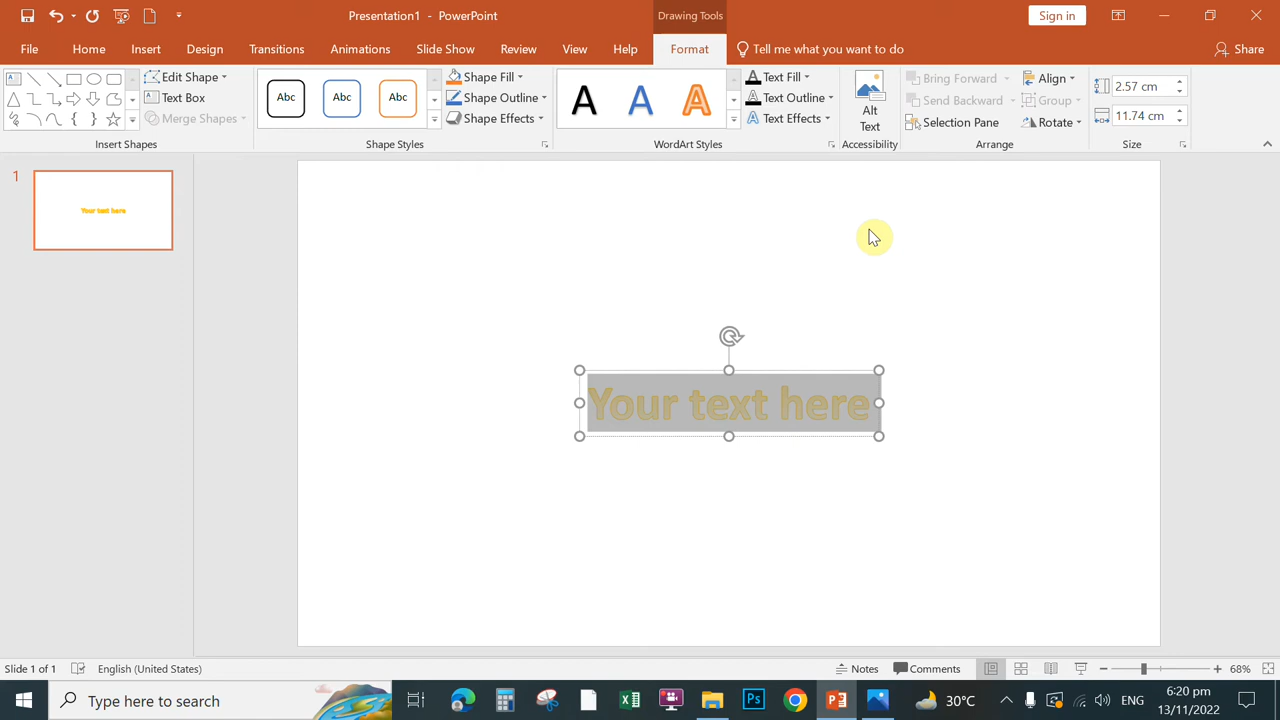 Presentation1 - PowerPoint
Drawing Tools
Sign in
File
Home
Insert
Design
Transitions
Animations
Slide Show
Review
View
Help
Format
Tell me what you want to do
Share
Edit Shape
Text Box
Merge Shapes
Insert Shapes
Abc
Abc
Abc
Shape Fill
Shape Outline
Shape Effects
Shape Styles
A
A
A
Text Fill
Text Outline
Text Effects
WordArt Styles
Alt
Text
Accessibility
Bring Forward
Send Backward
Selection Pane
Align
Group
Rotate
Arrange
2.57 cm
11.74 cm
Size
1
Your text here
Your text here
Slide 1 of 1
English (United States)
Notes
Comments
68%
Type here to search
30°C
ENG
6:20 pm
13/11/2022